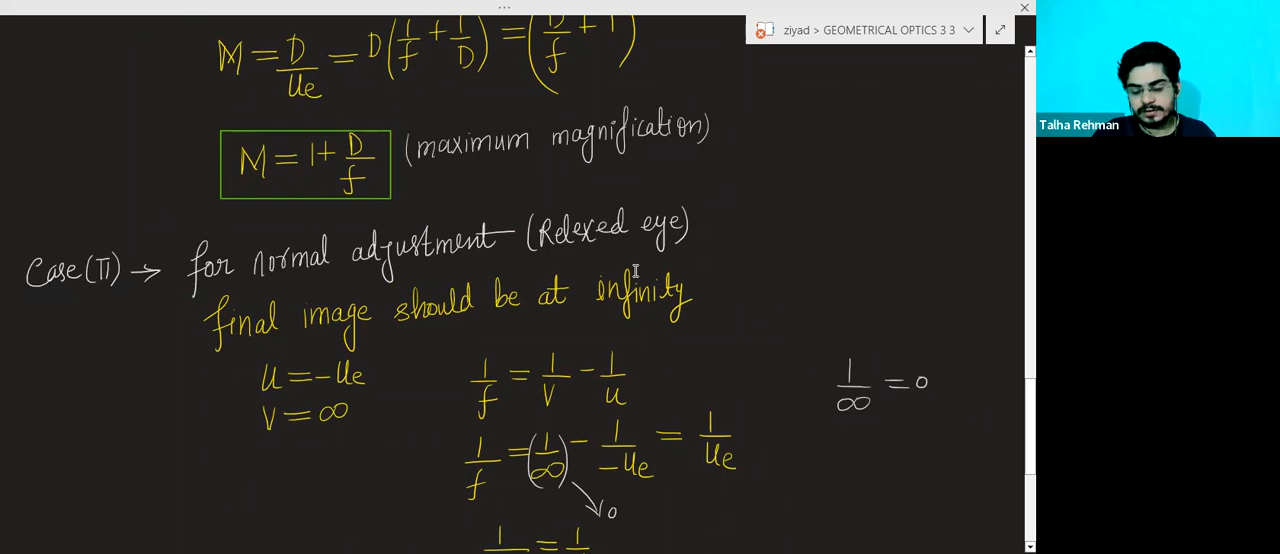 ziyad > GEOMETRICAL OPTICS 3 3
Talha Rehman
M = D/ue = D(1/f + 1/D) = (D/f + 1)
M = 1 + D/f (maximum magnification)
Case (II) → for normal adjustment (Relexed eye)
final image should be at infinity
u = -ue
v = ∞
1/f = 1/v - 1/u
1/∞ = 0
1/f = (1/∞) - 1/-ue = 1/ue
0